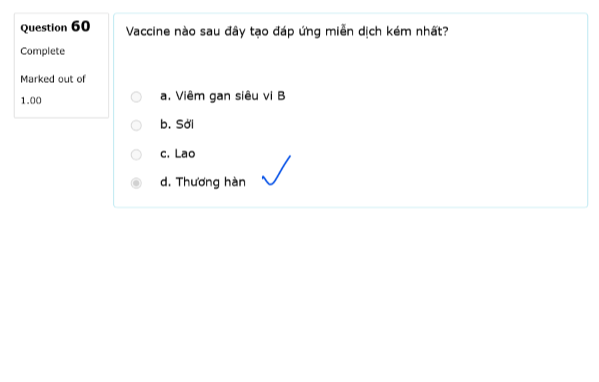 Question 60
Complete
Marked out of
1.00
Vaccine nào sau đây tạo đáp ứng miễn dịch kém nhất?
a. Viêm gan siêu vi B
b. Sởi
c. Lao
d. Thương hàn